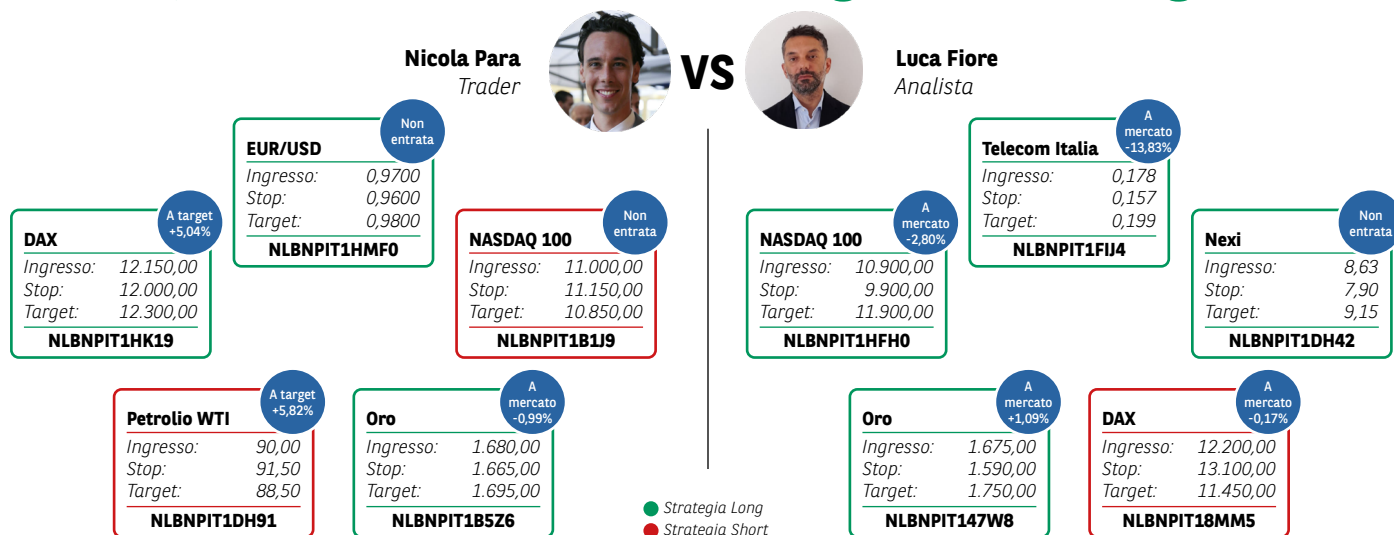 Nicola Para
Trader
VS
Luca Fiore
Analista
Non
entrata
EUR/USD
Ingresso: 0,9700
Stop: 0,9600
Target: 0,9800
NLBNPIT1HMF0
A target
+5,04%
DAX
Ingresso: 12.150,00
Stop: 12.000,00
Target: 12.300,00
NLBNPIT1HK19
Non
entrata
NASDAQ 100
Ingresso: 11.000,00
Stop: 11.150,00
Target: 10.850,00
NLBNPIT1B1J9
A target
+5,82%
Petrolio WTI
Ingresso: 90,00
Stop: 91,50
Target: 88,50
NLBNPIT1DH91
A
mercato
-0,99%
Oro
Ingresso: 1.680,00
Stop: 1.665,00
Target: 1.695,00
NLBNPIT1B5Z6
A
mercato
-13,83%
Telecom Italia
Ingresso: 0,178
Stop: 0,157
Target: 0,199
NLBNPIT1FIJ4
A
mercato
-2,80%
NASDAQ 100
Ingresso: 10.900,00
Stop: 9.900,00
Target: 11.900,00
NLBNPIT1HFH0
Non
entrata
Nexi
Ingresso: 8,63
Stop: 7,90
Target: 9,15
NLBNPIT1DH42
A
mercato
+1,09%
Oro
Ingresso: 1.675,00
Stop: 1.590,00
Target: 1.750,00
NLBNPIT147W8
A
mercato
-0,17%
DAX
Ingresso: 12.200,00
Stop: 13.100,00
Target: 11.450,00
NLBNPIT18MM5
Strategia Long
Strategia Short